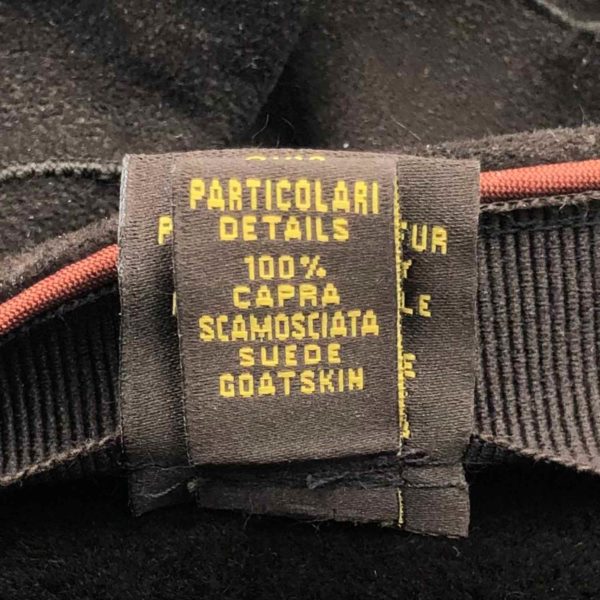 PARTICOLARI
DETAILS
100%
CAPRA
SCAMOSCIATA
SUEDE
GOATSKIN